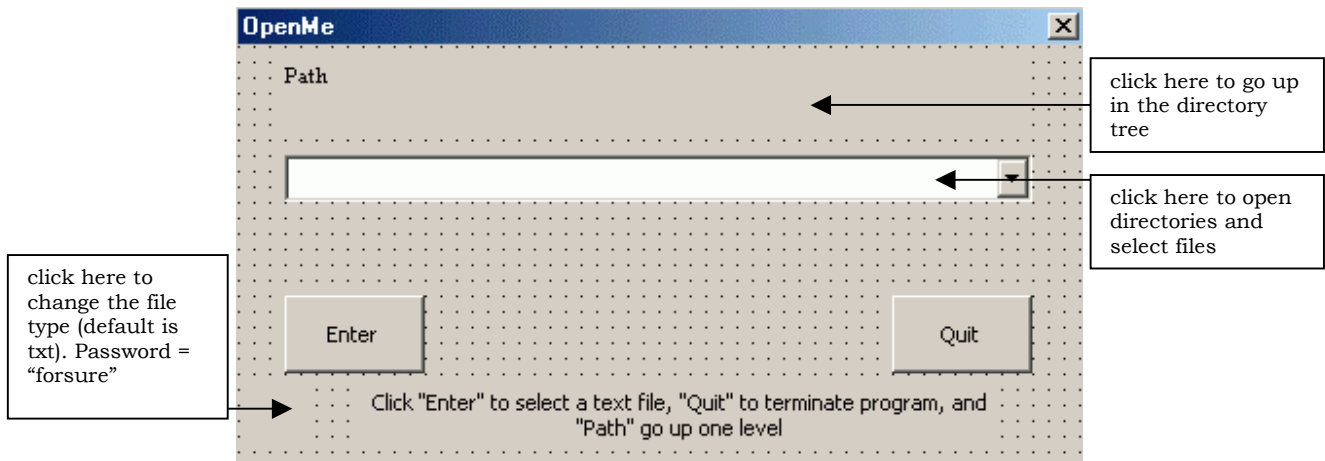 OpenMe
Path
click here to go up
in the directory
tree
click here to open
directories and
select files
click here to
change the file
type (default is
txt). Password =
“forsure”
Enter
Quit
Click "Enter" to select a text file, "Quit" to terminate program, and
"Path" go up one level